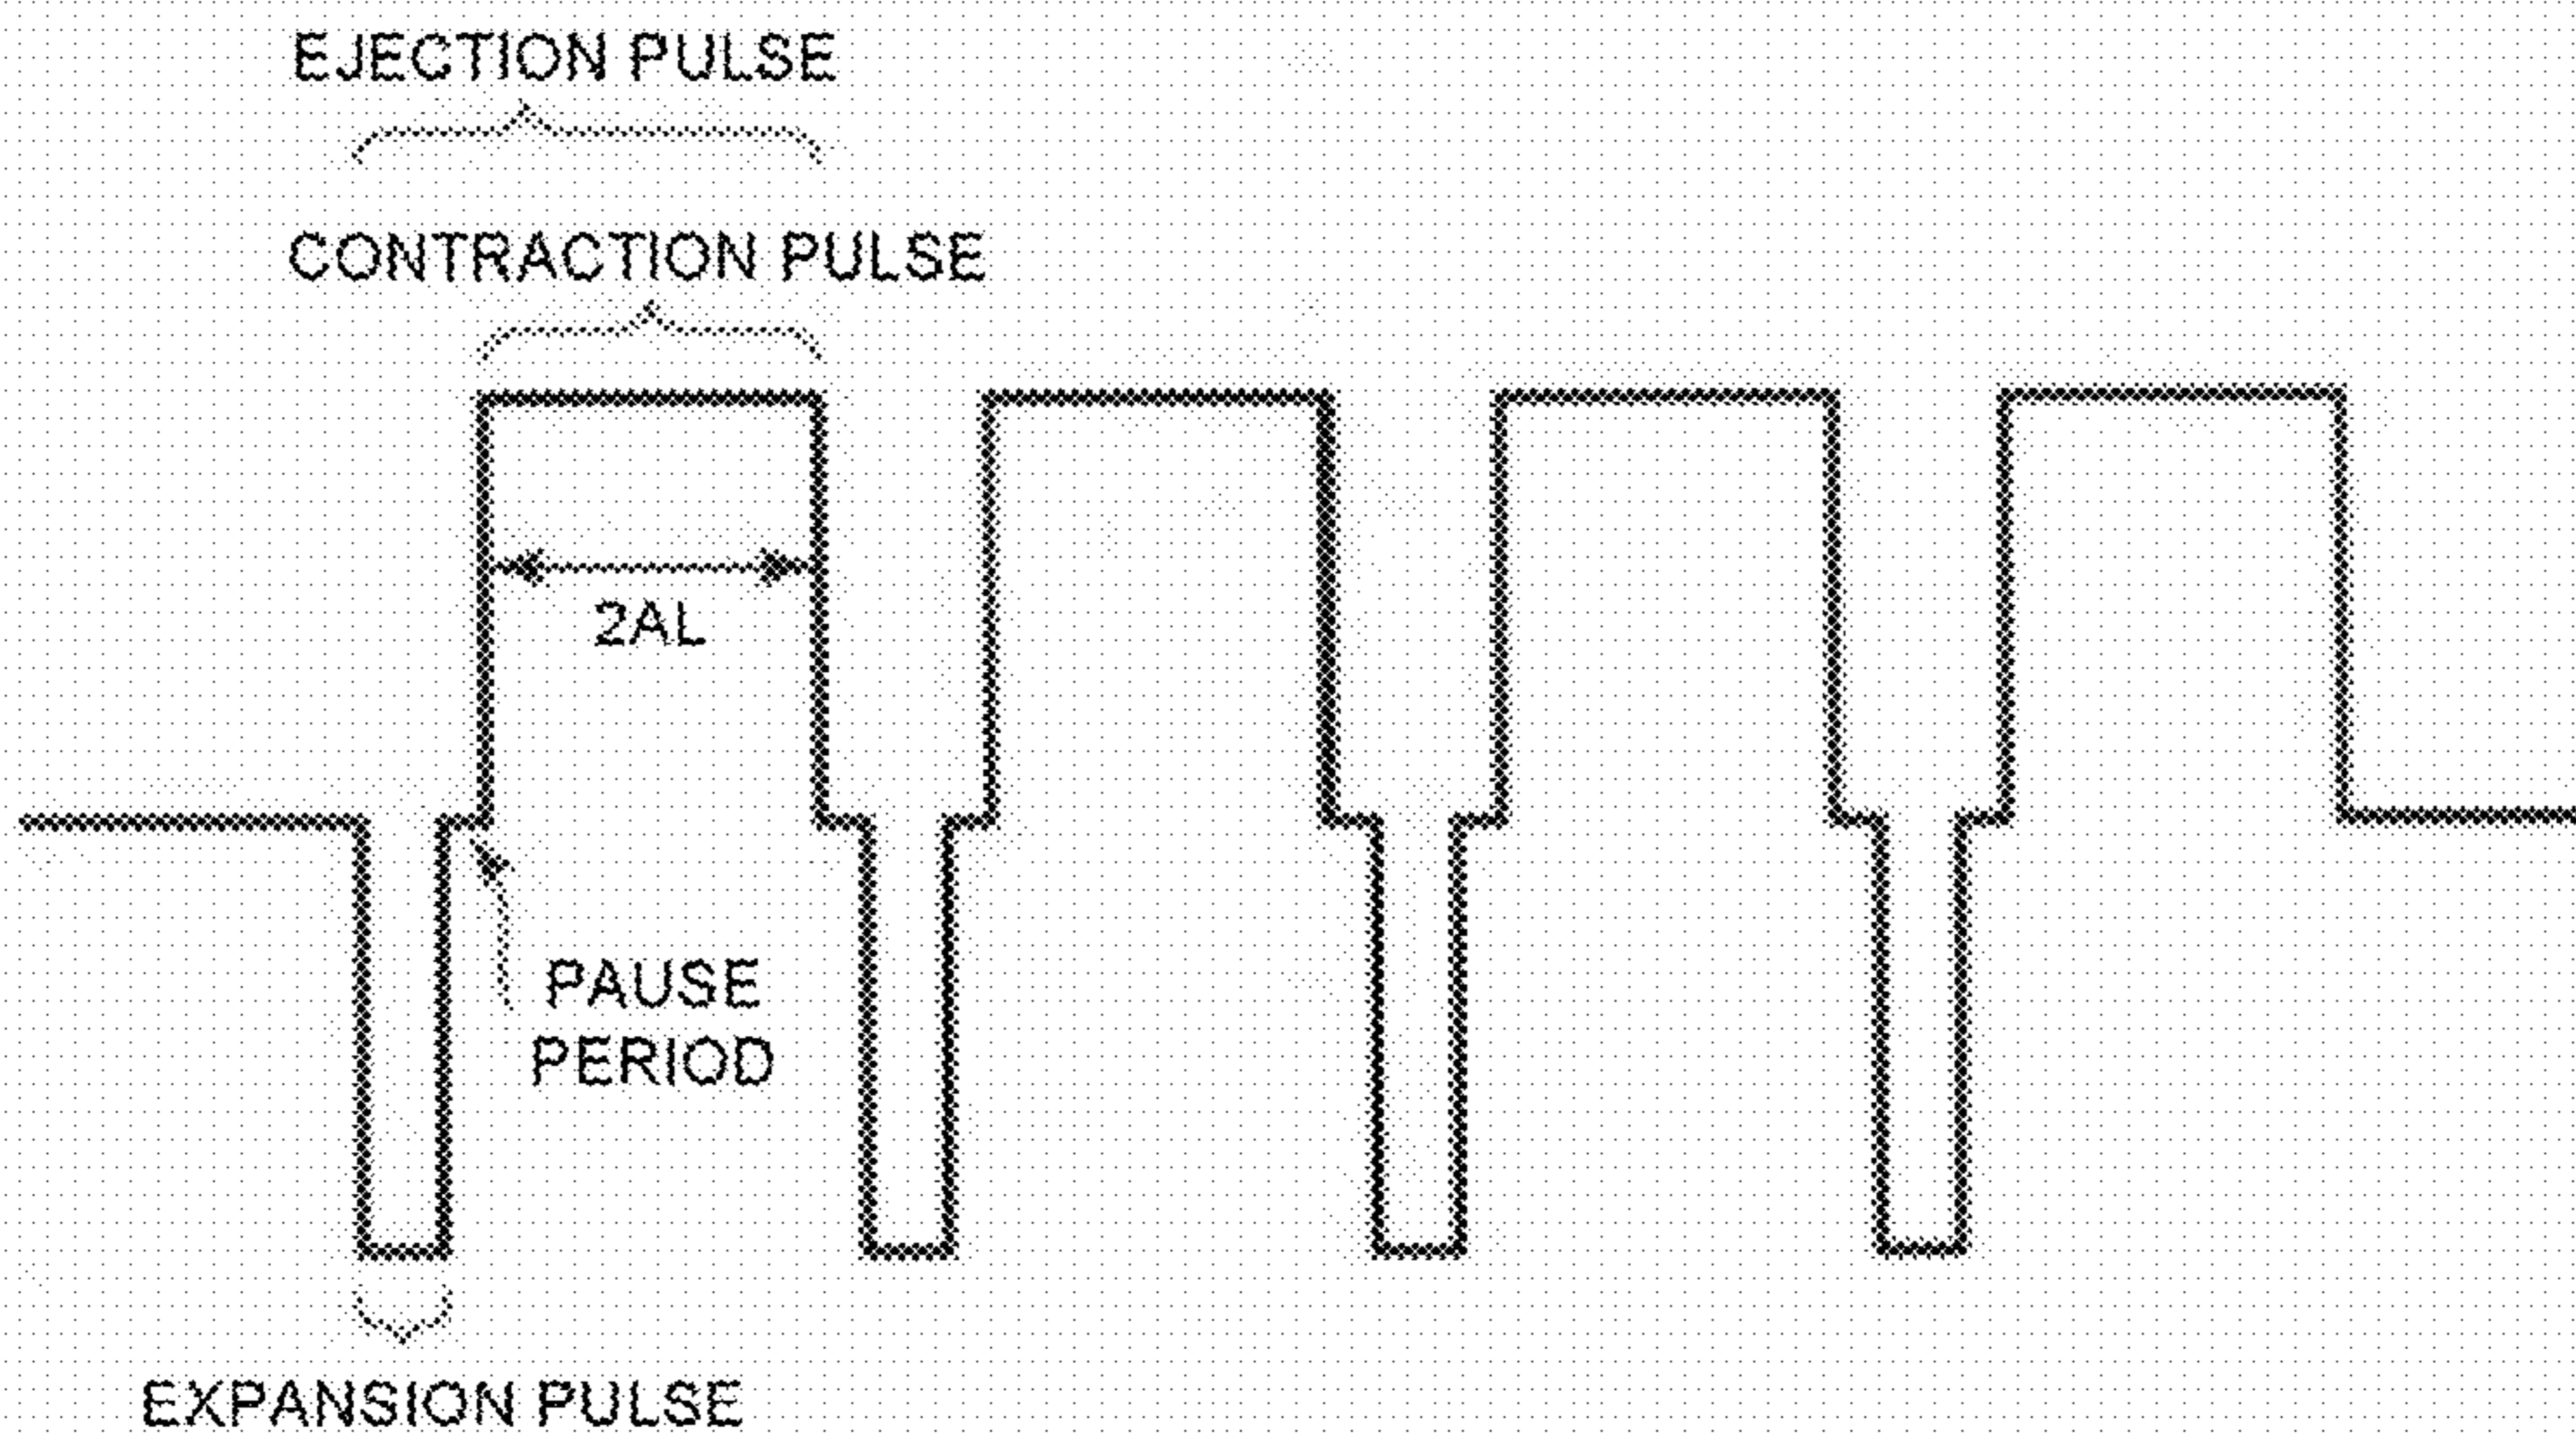 EJECTION PULSE
CONTRACTION PULSE
2AL
PAUSE
PERIOD
EXPANSION PULSE